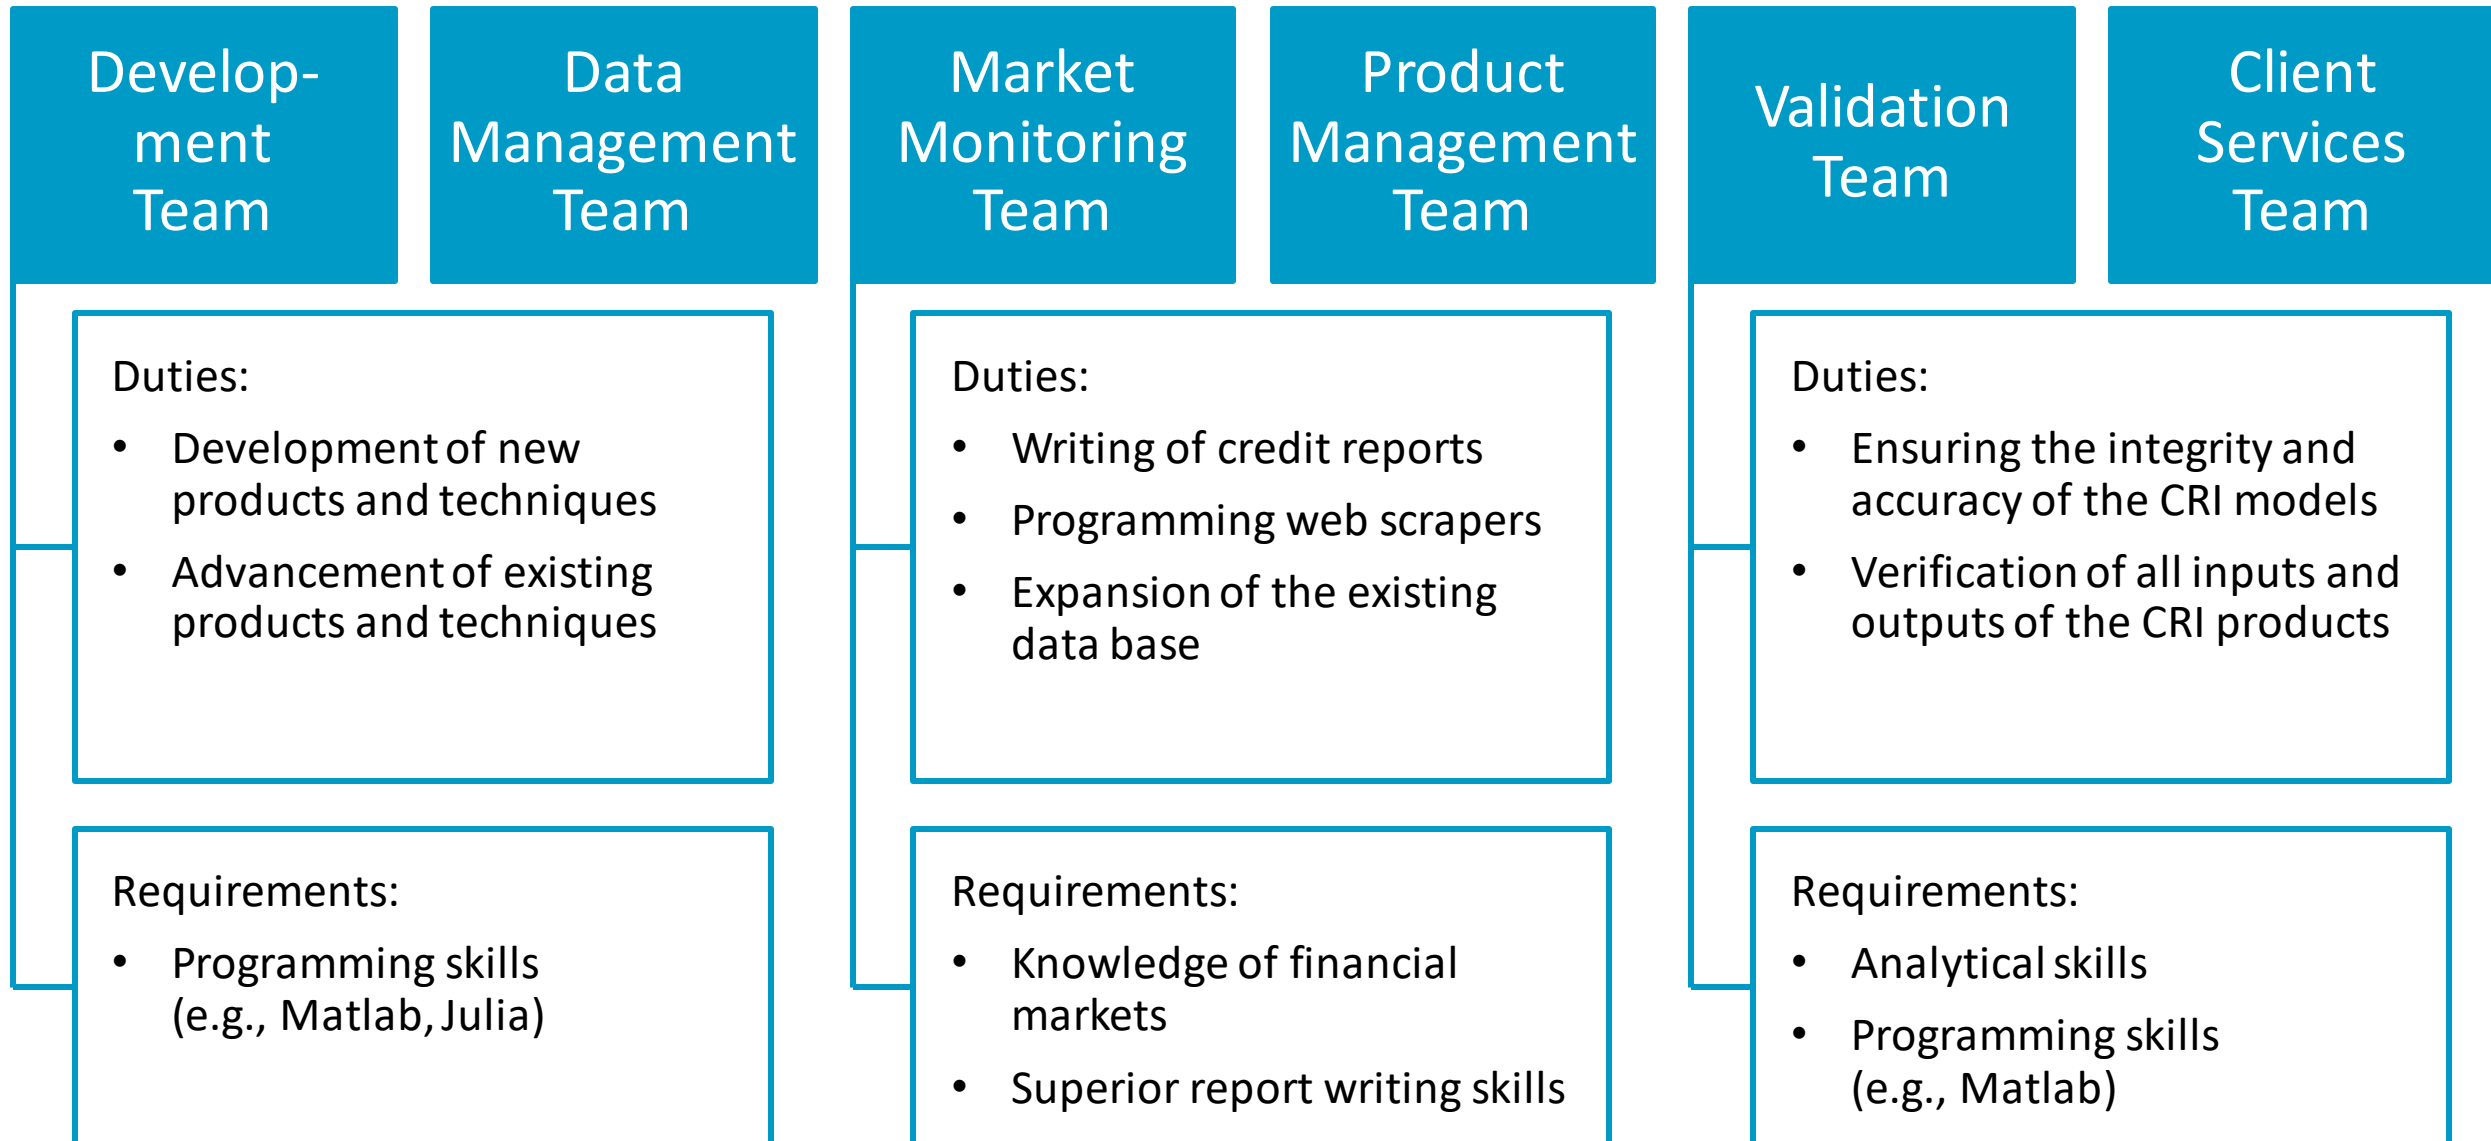 Develop-
ment
Team
Data
Management
Team
Market
Monitoring
Team
Product
Management
Team
Validation
Team
Client
Services
Team
Duties:
• Development of new
products and techniques
• Advancement of existing
products and techniques
Requirements:
• Programming skills
(e.g., Matlab, Julia)
Duties:
• Writing of credit reports
• Programming web scrapers
• Expansion of the existing
data base
Requirements:
• Knowledge of financial
markets
• Superior report writing skills
Duties:
• Ensuring the integrity and
accuracy of the CRI models
• Verification of all inputs and
outputs of the CRI products
Requirements:
• Analytical skills
• Programming skills
(e.g., Matlab)